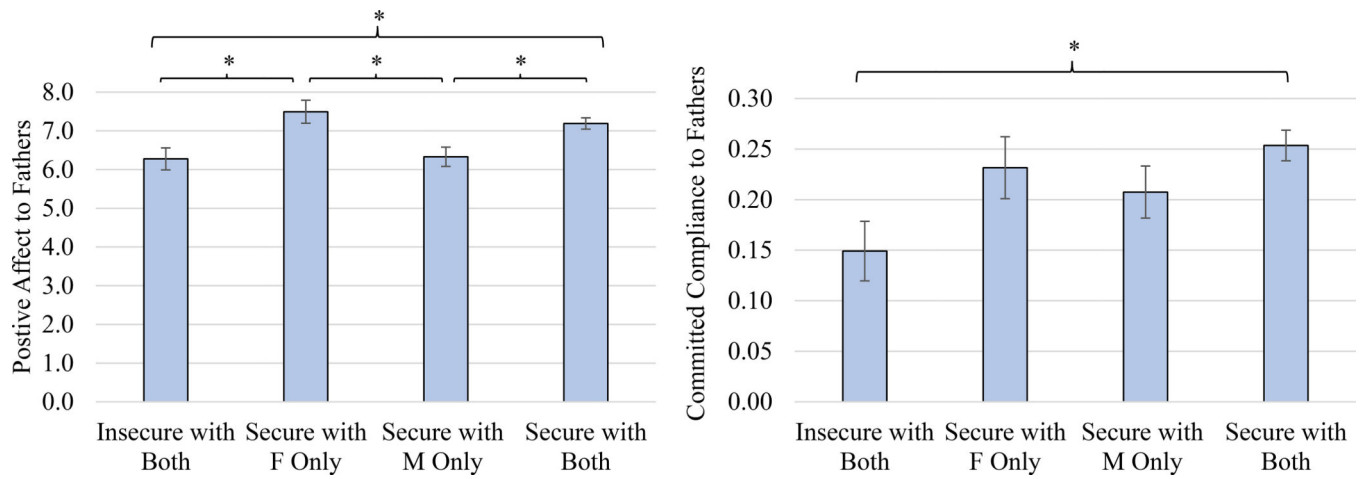 *
* * *
Postive Affect to Fathers
8.0
7.0
6.0
5.0
4.0
3.0
2.0
1.0
0.0
Insecure with Both
Secure with F Only
Secure with M Only
Secure with Both
*
Committed Compliance to Fathers
0.30
0.25
0.20
0.15
0.10
0.05
0.00
Insecure with Both
Secure with F Only
Secure with M Only
Secure with Both